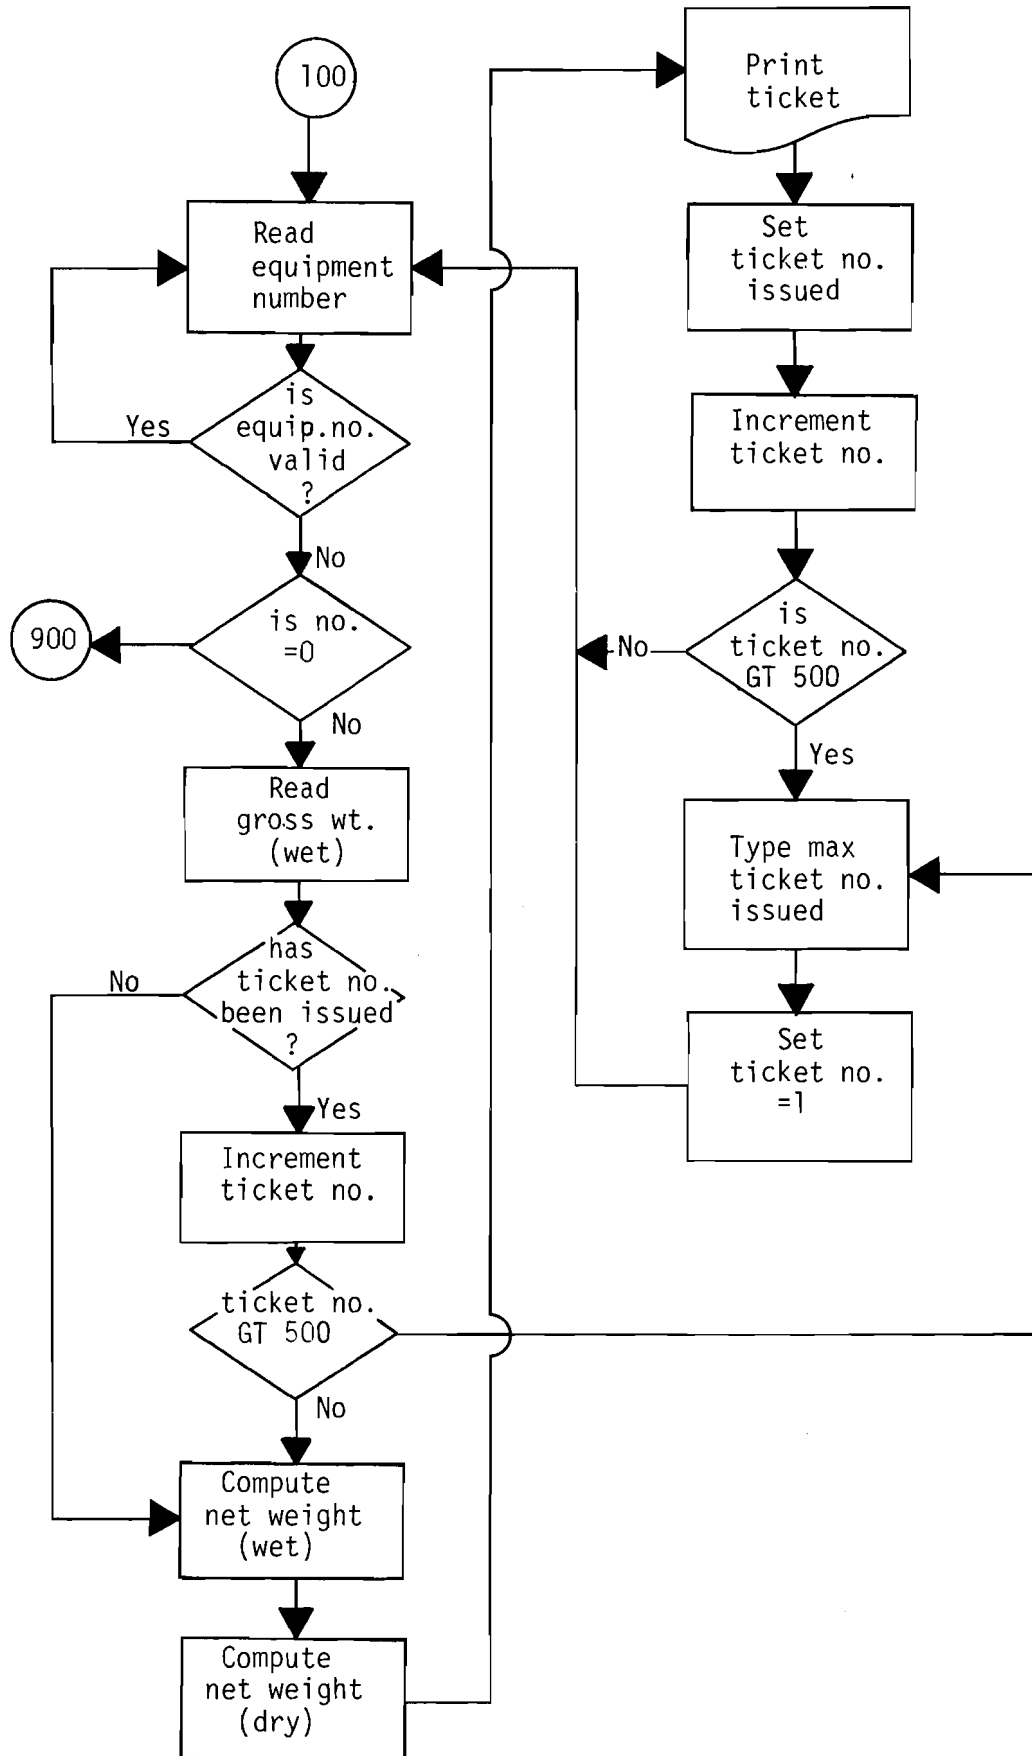 100
Read
equipment
number
is
equip.no.
valid
?
Yes
No
is no.
=0
900
No
Read
gross wt.
(wet)
has
ticket no.
been issued
?
No
Yes
Increment
ticket no.
ticket no.
GT 500
No
Compute
net weight
(wet)
Compute
net weight
(dry)
Print
ticket
Set
ticket no.
issued
Increment
ticket no.
is
ticket no.
GT 500
No
Yes
Type max
ticket no.
issued
Set
ticket no.
=1